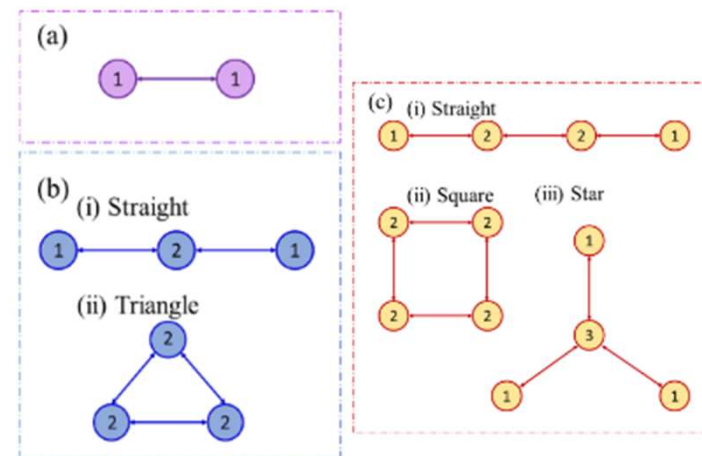 (a)
1 1
(b)
(i) Straight
1 2 1
(ii) Triangle
2
2 2
(c)
(i) Straight
1 2 2 1
(ii) Square
2 2
2 2
(iii) Star
1
3
1 1